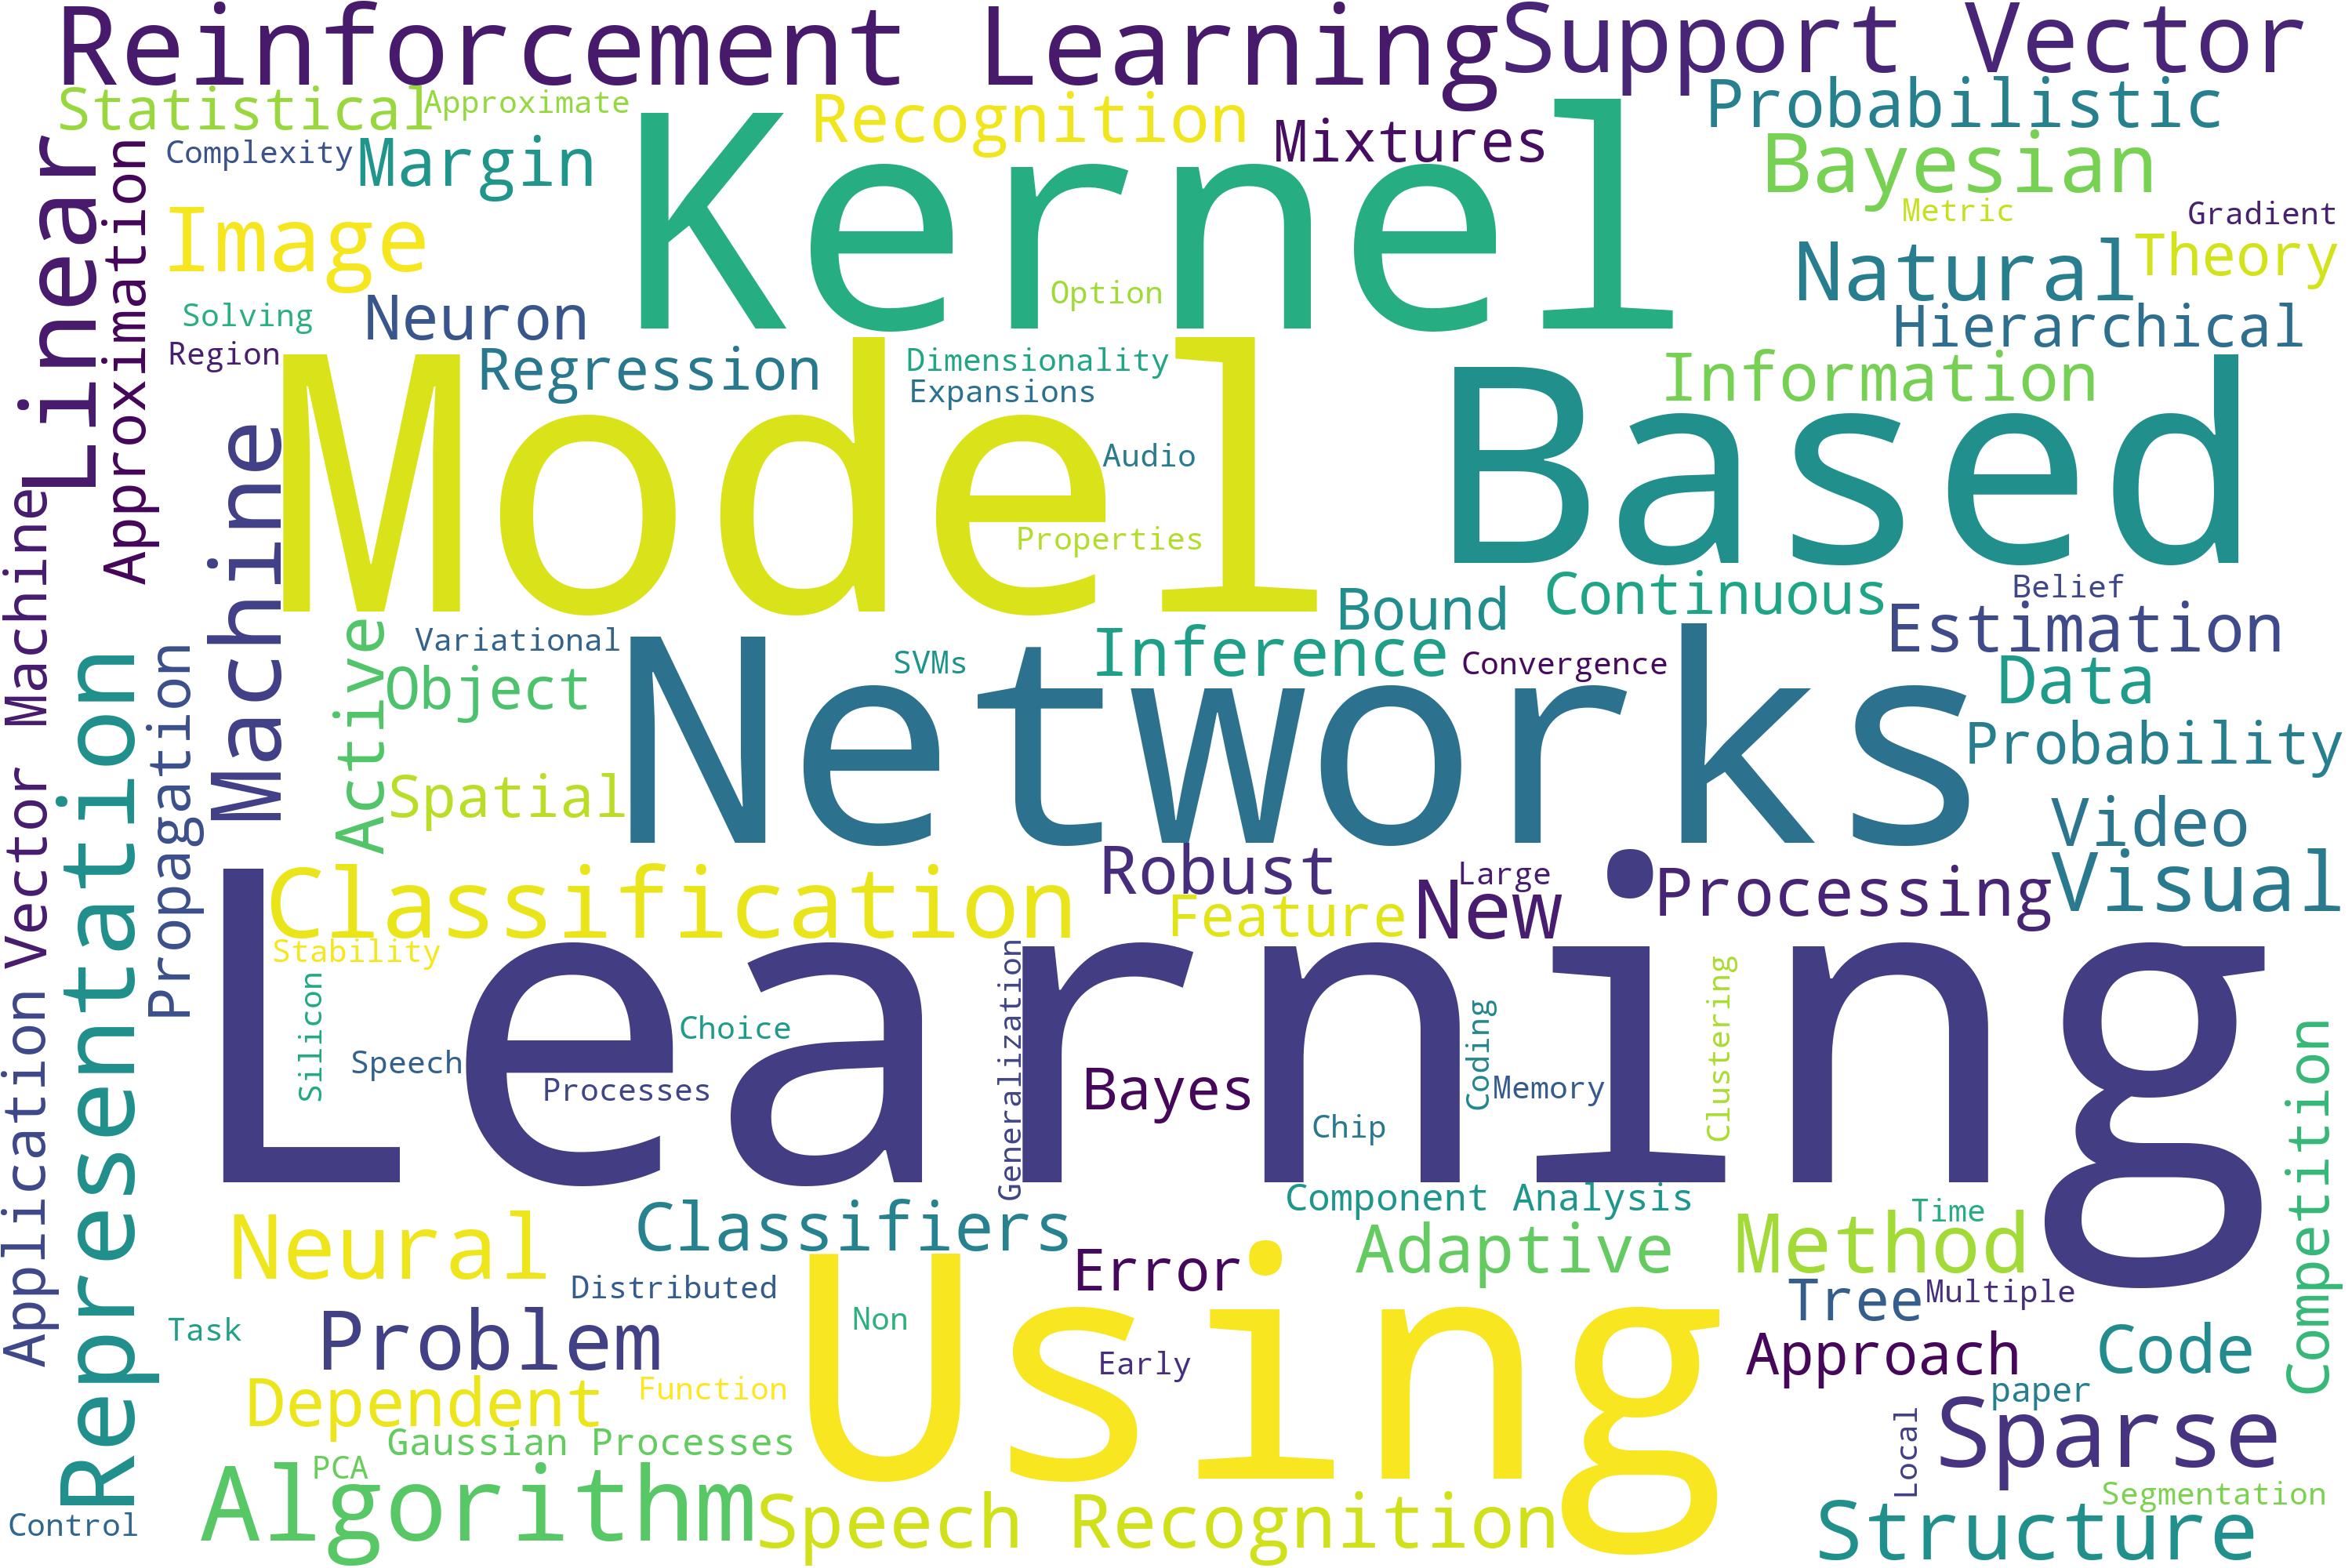 Reinforcement Learning
Support Vector
Statistical
Approximate
Recognition
Probabilistic
Mixtures
Complexity
Margin
Kernel
Bayesian
Linear
Approximation
Image
Metric
Gradient
Natural
Theory
Solving
Neuron
Option
Hierarchical
Region
Regression
Dimensionality
Expansions
Information
Model
Based
Audio
Properties
Machine
Vector Machine
Bound
Continuous
Belief
Estimation
Active
Variational
Object
SVMs
Inference
Convergence
Data
Networks
Probability
Propagation
Representation
Spatial
Video
Visual
Classification
Robust
Large
New
Processing
Feature
Learning
Stability
Silicon
Choice
Speech
Processes
Generalization
Bayes
Coding
Memory
Chip
Clustering
Application
Competition
Component Analysis
Neural
Classifiers
Error
Adaptive
Method
Time
Distributed
Tree
Multiple
Task
Problem
Non
Using
Early
Approach
Code
Dependent
Function
paper
Sparse
Local
Gaussian Processes
PCA
Algorithm
Speech Recognition
Segmentation
Structure
Control